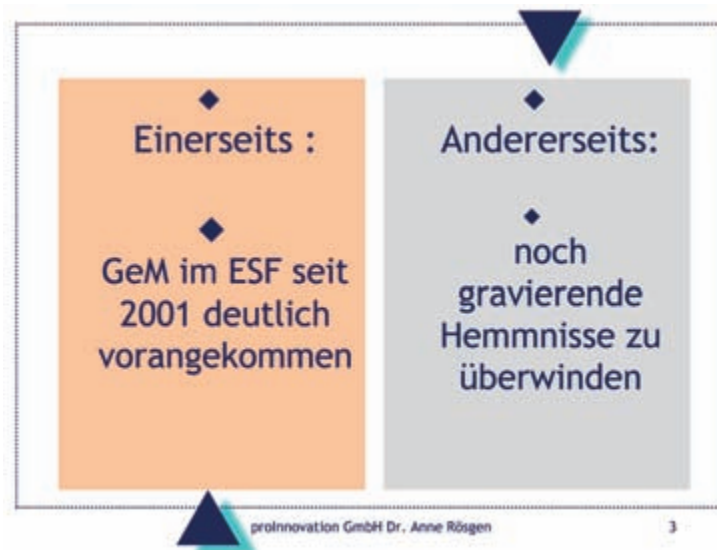 Einerseits :
GeM im ESF seit
2001 deutlich
vorangekommen
Andererseits:
noch
gravierende
Hemmnisse zu
überwinden
proInnovation GmbH Dr. Anne Rösgen
3